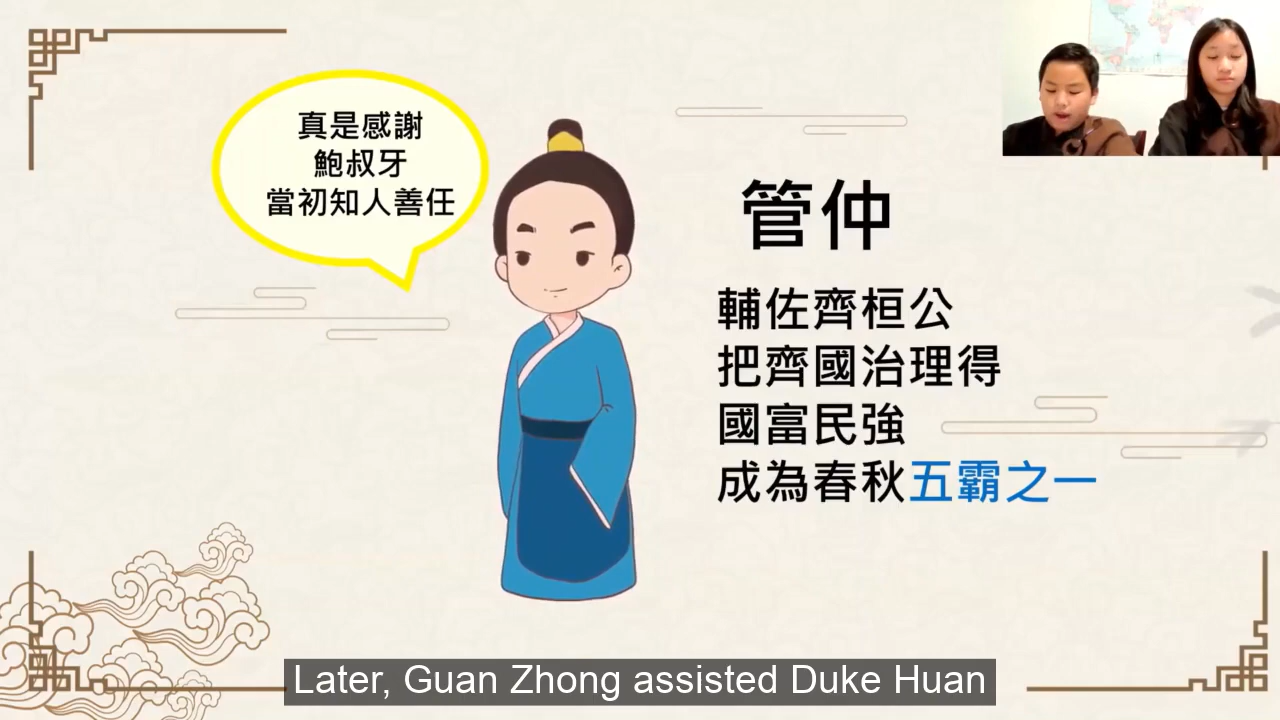 真是感謝
鮑叔牙
當初知人善任
管仲
輔佐齊桓公
把齊國治理得
國富民強
成為春秋五霸之一
Later, Guan Zhong assisted Duke Huan